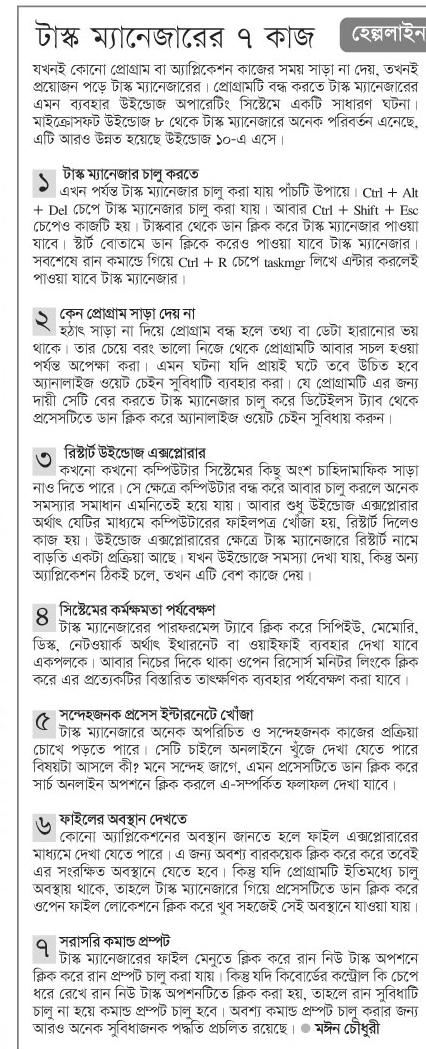 টাস্ক ম্যানেজারের ৭ কাজ
হেল্পলাইন
যখনই কোনো প্রোগ্রাম বা অ্যাপ্লিকেশন কাজের সময় সাড়া না দেয়, তখনই
প্রয়োজন পড়ে টাস্ক ম্যানেজারের। প্রোগ্রামটি বন্ধ করতে টাস্ক ম্যানেজারের
এমন ব্যবহার উইন্ডোজ অপারেটিং সিস্টেমে একটি সাধারণ ঘটনা।
মাইক্রোসফট উইন্ডোজ ৮ থেকে টাস্ক ম্যানেজারে অনেক পরিবর্তন এনেছে,
এটি আরও উন্নত হয়েছে উইন্ডোজ ১০-এ এসে।
১ টাস্ক ম্যানেজার চালু করতে
এখন পর্যন্ত টাস্ক ম্যানেজার চালু করা যায় পাঁচটি উপায়ে। Ctrl + Alt
+ Del চেপে টাস্ক ম্যানেজার চালু করা যায়। আবার Ctrl + Shift + Esc
চেপেও কাজটি হয়। টাস্কবার থেকে ডান ক্লিক করে টাস্ক ম্যানেজার পাওয়া
যাবে। স্টার্ট বোতামে ডান ক্লিকে করেও পাওয়া যাবে টাস্ক ম্যানেজার।
সবশেষে রান কমান্ডে গিয়ে Ctrl + R চেপে taskmgr লিখে এন্টার করলেই
পাওয়া যাবে টাস্ক ম্যানেজার।
২ কেন প্রোগ্রাম সাড়া দেয় না
হঠাৎ সাড়া না দিয়ে প্রোগ্রাম বন্ধ হলে তথ্য বা ডেটা হারানোর ভয়
থাকে। তার চেয়ে বরং ভালো নিজে থেকে প্রোগ্রামটি আবার সচল হওয়া
পর্যন্ত অপেক্ষা করা। এমন ঘটনা যদি প্রায়ই ঘটে তবে উচিত হবে
অ্যানালাইজ ওয়েট চেইন সুবিধাটি ব্যবহার করা। যে প্রোগ্রামটি এর জন্য
দায়ী সেটি বের করতে টাস্ক ম্যানেজার চালু করে ডিটেইলস ট্যাব থেকে
প্রসেসটিতে ডান ক্লিক করে অ্যানালাইজ ওয়েট চেইন সুবিধায় করুন।
৩ রিস্টার্ট উইন্ডোজ এক্সপ্লোরার
কখনো কখনো কম্পিউটার সিস্টেমের কিছু অংশ চাহিদামাফিক সাড়া
নাও দিতে পারে। সে ক্ষেত্রে কম্পিউটার বন্ধ করে আবার চালু করলে অনেক
সমস্যার সমাধান এমনিতেই হয়ে যায়। আবার শুধু উইন্ডোজ এক্সপ্লোরার
অর্থাৎ যেটির মাধ্যমে কম্পিউটারের ফাইলপত্র খোঁজা হয়, রিস্টার্ট দিলেও
কাজ হয়। উইন্ডোজ এক্সপ্লোরারের ক্ষেত্রে টাস্ক ম্যানেজারে রিস্টার্ট নামে
বাড়তি একটা প্রক্রিয়া আছে। যখন উইন্ডোজে সমস্যা দেখা যায়, কিন্তু অন্য
অ্যাপ্লিকেশন ঠিকই চলে, তখন এটি বেশ কাজে দেয়।
৪ সিস্টেমের কর্মক্ষমতা পর্যবেক্ষণ
টাস্ক ম্যানেজারের পারফরমেন্স ট্যাবে ক্লিক করে সিপিইউ, মেমোরি,
ডিস্ক, নেটওয়ার্ক অর্থাৎ ইথারনেট বা ওয়াইফাই ব্যবহার দেখা যাবে
একপলকে। আবার নিচের দিকে থাকা ওপেন রিসোর্স মনিটর লিংকে ক্লিক
করে এর প্রত্যেকটির বিস্তারিত তাৎক্ষণিক ব্যবহার পর্যবেক্ষণ করা যাবে।
৫ সন্দেহজনক প্রসেস ইন্টারনেটে খোঁজা
টাস্ক ম্যানেজারে অনেক অপরিচিত ও সন্দেহজনক কাজের প্রক্রিয়া
চোখে পড়তে পারে। সেটি চাইলে অনলাইনে খুঁজে দেখা যেতে পারে
বিষয়টা আসলে কী? মনে সন্দেহ জাগে, এমন প্রসেসটিতে ডান ক্লিক করে
সার্চ অনলাইন অপশনে ক্লিক করলে এ-সম্পর্কিত ফলাফল দেখা যাবে।
৬ ফাইলের অবস্থান দেখতে
কোনো অ্যাপ্লিকেশনের অবস্থান জানতে হলে ফাইল এক্সপ্লোরারের
মাধ্যমে দেখা যেতে পারে। এ জন্য অবশ্য বারকয়েক ক্লিক করে করে তবেই
এর সংরক্ষিত অবস্থানে যেতে হবে। কিন্তু যদি প্রোগ্রামটি ইতিমধ্যে চালু
অবস্থায় থাকে, তাহলে টাস্ক ম্যানেজারে গিয়ে প্রসেসটিতে ডান ক্লিক করে
ওপেন ফাইল লোকেশনে ক্লিক করে খুব সহজেই সেই অবস্থানে যাওয়া যায়।
৭ সরাসরি কমান্ড প্রম্পট
টাস্ক ম্যানেজারের ফাইল মেনুতে ক্লিক করে রান নিউ টাস্ক অপশনে
ক্লিক করে রান প্রম্পট চালু করা যায়। কিন্তু যদি কিবোর্ডের কন্ট্রোল কি চেপে
ধরে রেখে রান নিউ টাস্ক অপশনটিতে ক্লিক করা হয়, তাহলে রান সুবিধাটি
চালু না হয়ে কমান্ড প্রম্পট চালু হবে। অবশ্য কমান্ড প্রম্পট চালু করার জন্য
আরও অনেক সুবিধাজনক পদ্ধতি প্রচলিত রয়েছে। ● মঈন চৌধুরী